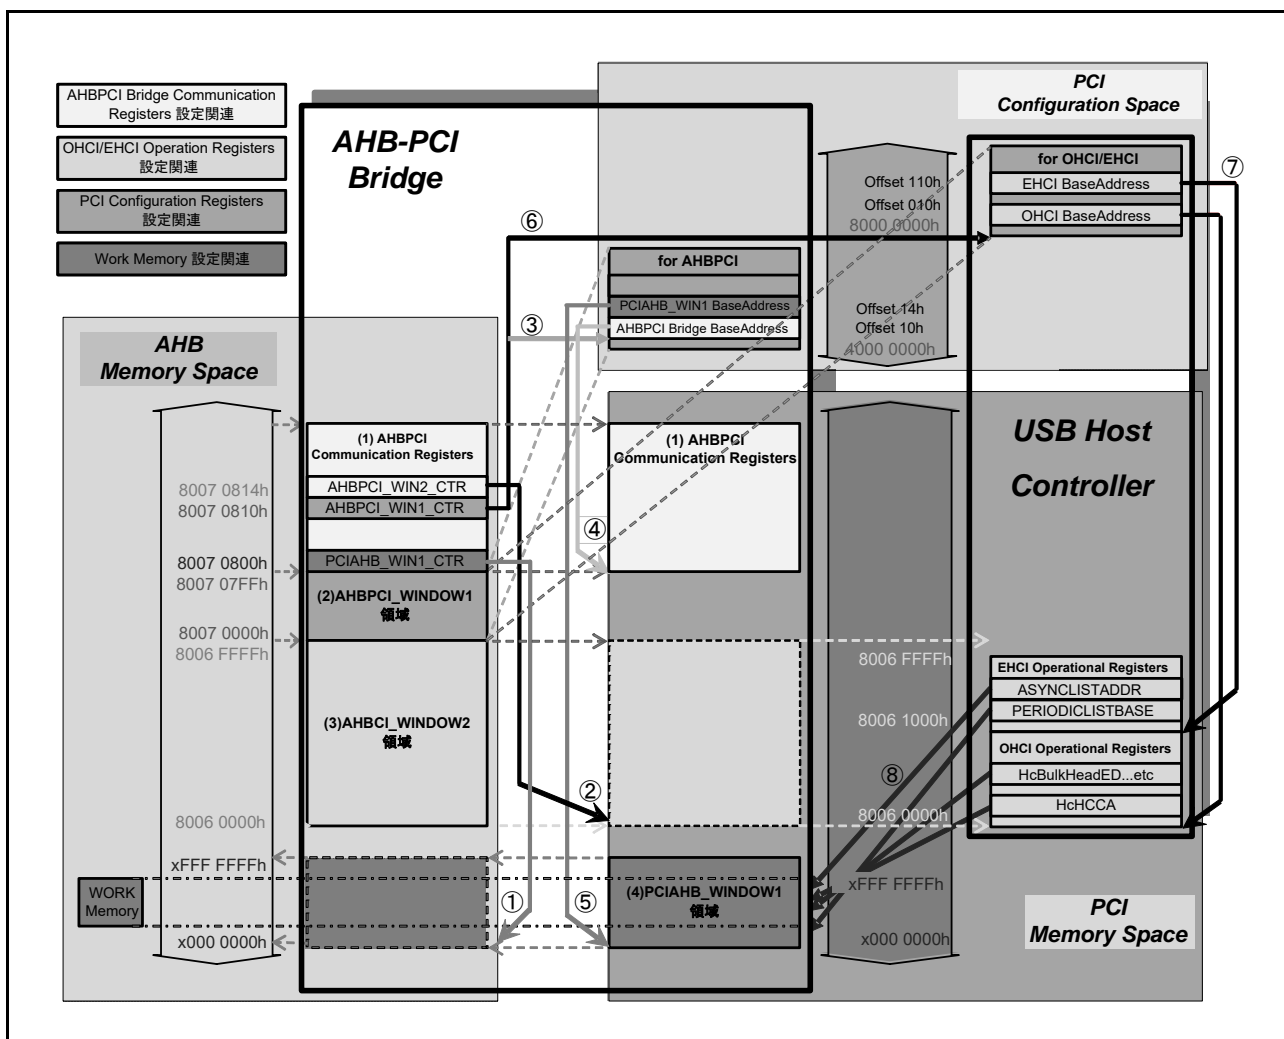 AHBPCI Bridge Communication
Registers 設定関連
OHCI/EHCI Operation Registers
設定関連
PCI Configuration Registers
設定関連
Work Memory 設定関連
AHB-PCI
Bridge
PCI
Configuration Space
for OHCI/EHCI
EHCI BaseAddress
OHCI BaseAddress
⑦
Offset 110h
Offset 010h
8000 0000h
⑥
for AHBPCI
PCIAHB_WIN1 BaseAddress
AHBPCI Bridge BaseAddress
③
Offset 14h
Offset 10h
4000 0000h
AHB
Memory Space
(1) AHBPCI
Communication Registers
AHBPCI_WIN2_CTR
AHBPCI_WIN1_CTR
PCIAHB_WIN1_CTR
(2)AHBPCI_WINDOW1
領域
(3)AHBCI_WINDOW2
領域
8007 0814h
8007 0810h
8007 0800h
8007 07FFh
8007 0000h
8006 FFFFh
8006 0000h
xFFF FFFFh
x000 0000h
WORK
Memory
(1) AHBPCI
Communication Registers
④
②
①
⑤
(4)PCIAHB_WINDOW1
領域
USB Host
Controller
8006 FFFFh
8006 1000h
8006 0000h
xFFF FFFFh
x000 0000h
⑧
EHCI Operational Registers
ASYNCLISTADDR
PERIODICLISTBASE
OHCI Operational Registers
HcBulkHeadED...etc
HcHCCA
PCI
Memory Space